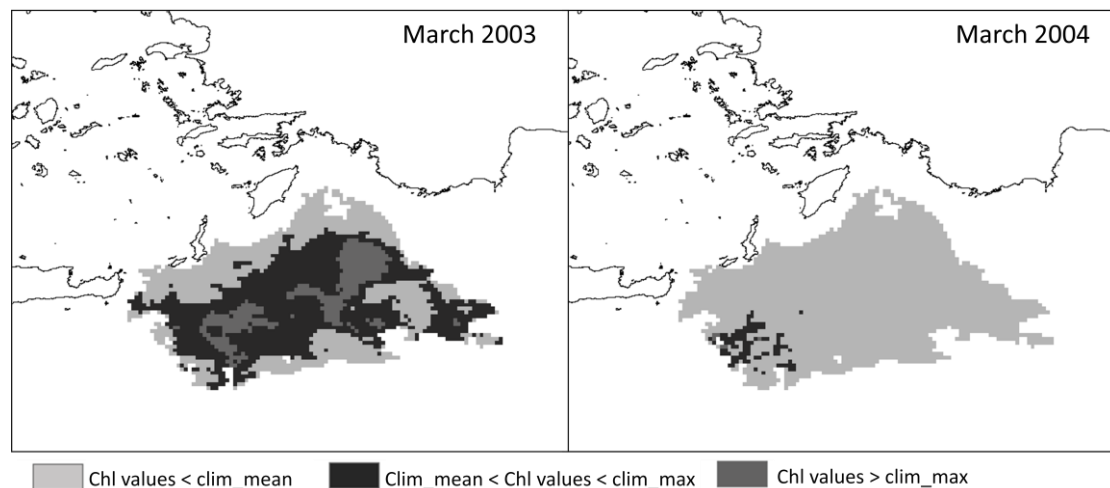 March 2003
March 2004
Chl values < clim_mean
Clim_mean < Chl values < clim_max
Chl values > clim_max